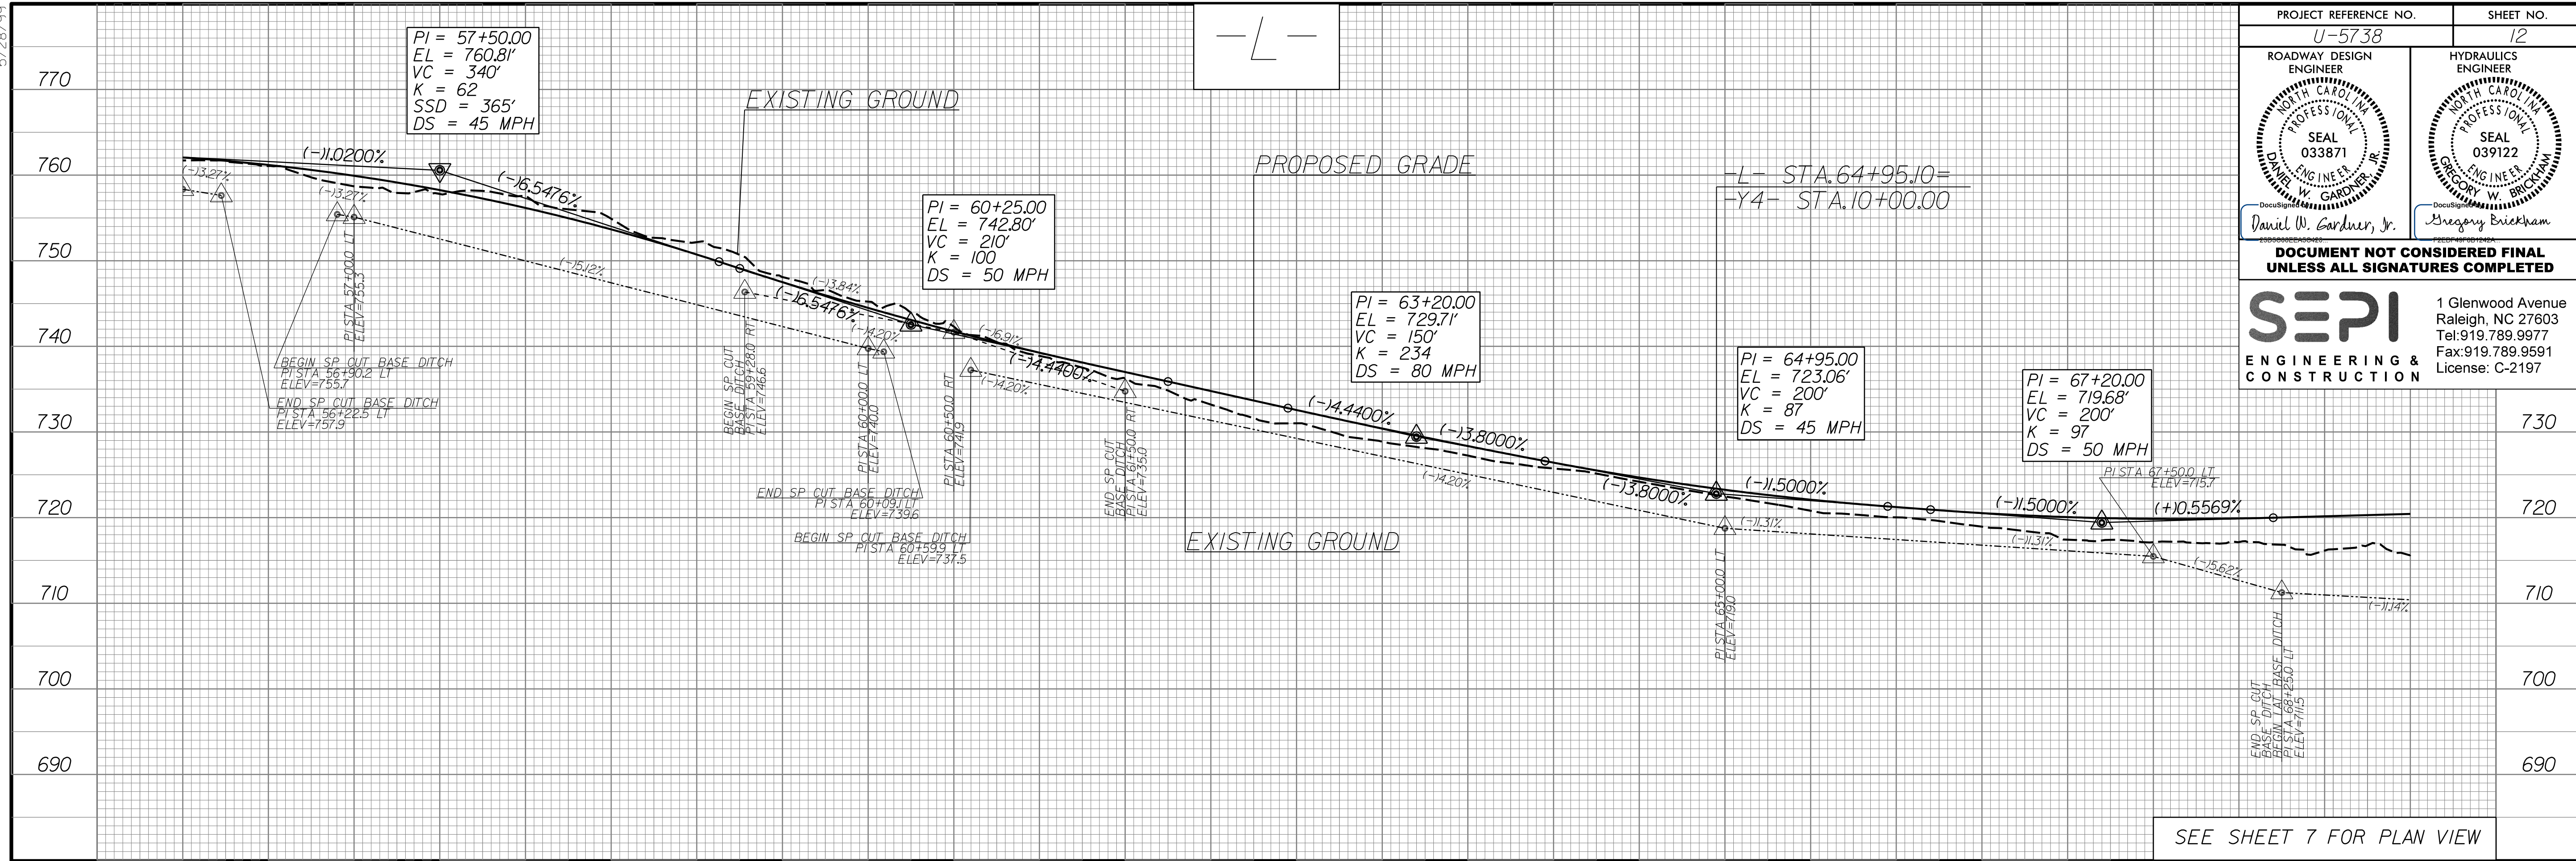 5/28/99
-L-
PROJECT REFERENCE NO.
SHEET NO.
U-5738
12
ROADWAY DESIGN
ENGINEER
HYDRAULICS
ENGINEER
NORTH CAROLINA
PROFESSIONAL
SEAL
033871
ENGINEER
DANIEL W. GARDNER, JR.
NORTH CAROLINA
PROFESSIONAL
SEAL
039122
ENGINEER
GREGORY W. BRICKHAM
DocuSigned by
Daniel W. Gardner, Jr.
DocuSigned by
Gregory Brickham
DOCUMENT NOT CONSIDERED FINAL
UNLESS ALL SIGNATURES COMPLETED
SEPI
ENGINEERING &
CONSTRUCTION
1 Glenwood Avenue
Raleigh, NC 27603
Tel:919.789.9977
Fax:919.789.9591
License: C-2197
770
760
750
740
730
720
710
700
690
730
720
710
700
690
PI = 57+50.00
EL = 760.81'
VC = 340'
K = 62
SSD = 365'
DS = 45 MPH
EXISTING GROUND
(-)1.0200%
(-)6.5476%
(-)3.27%
(-)3.27%
PI STA 57+00.0 LT
ELEV=755.3
(-)5.12%
BEGIN SP CUT BASE DITCH
PI STA 56+90.2 LT
ELEV=755.7
END SP CUT BASE DITCH
PI STA 56+22.5 LT
ELEV=757.9
PI = 60+25.00
EL = 742.80'
VC = 210'
K = 100
DS = 50 MPH
(-)3.84%
(-)6.5476%
(-)4.20%
(-)6.91%
(-)4.4400%
(-)4.20%
BEGIN SP CUT
BASE DITCH
PI STA 59+28.0 RT
ELEV=746.6
PI STA 60+00.0 LT
ELEV=740.0
PI STA 60+50.0 RT
ELEV=741.9
END SP CUT BASE DITCH
PI STA 60+09.1 LT
ELEV=739.6
BEGIN SP CUT BASE DITCH
PI STA 60+59.9 LT
ELEV=737.5
END SP CUT
BASE DITCH
PI STA 61+50.0 RT
ELEV=735.0
PROPOSED GRADE
EXISTING GROUND
PI = 63+20.00
EL = 729.71'
VC = 150'
K = 234
DS = 80 MPH
(-)4.4400%
(-)3.8000%
(-)4.20%
(-)3.8000%
-L- STA.64+95.10=
-Y4- STA.10+00.00
PI = 64+95.00
EL = 723.06'
VC = 200'
K = 87
DS = 45 MPH
(-)1.5000%
(-)1.31%
PI STA 65+00.0 LT
ELEV=719.0
PI = 67+20.00
EL = 719.68'
VC = 200'
K = 97
DS = 50 MPH
PI STA 67+50.0 LT
ELEV=715.7
(-)1.5000%
(+)0.5569%
(-)1.31%
(-)5.62%
(-)1.14%
END SP CUT
BASE DITCH
BEGIN LAT BASE DITCH
PI STA 68+25.0 LT
ELEV=711.5
SEE SHEET 7 FOR PLAN VIEW